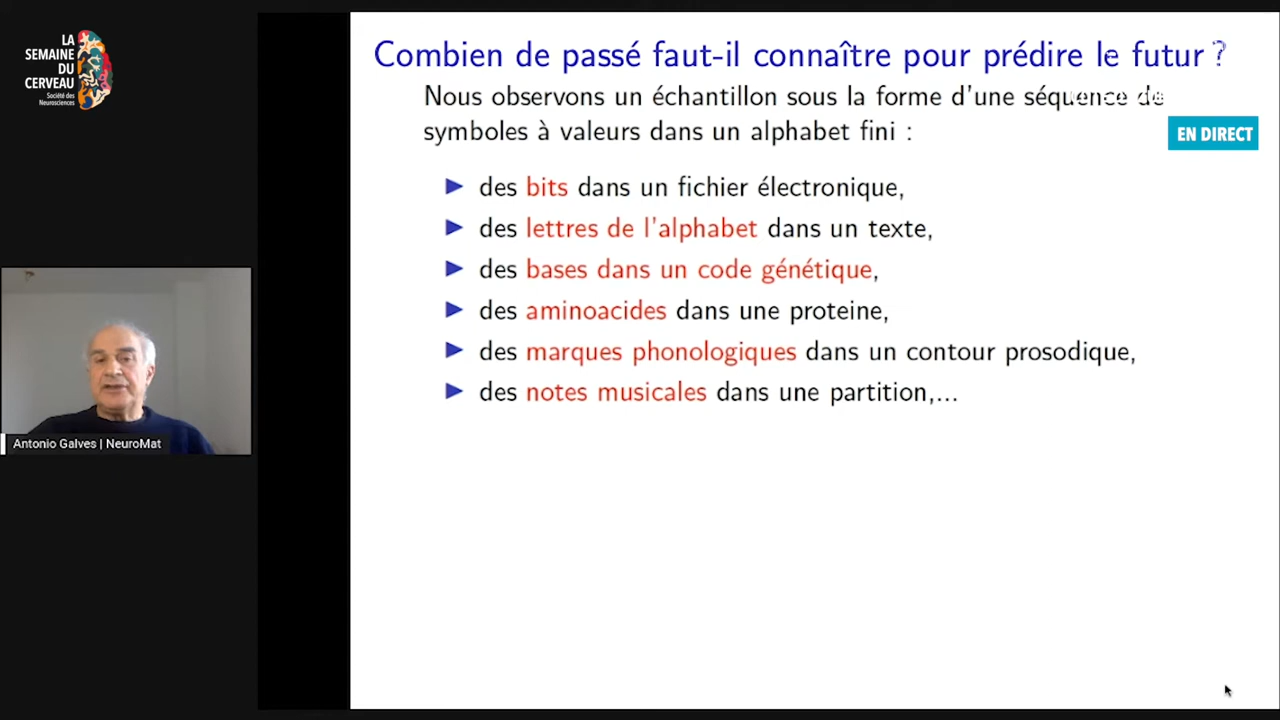 LA
SEMAINE
DU
CERVEAU
Société des
Neurosciences
Combien de passé faut-il connaître pour prédire le futur ?
Nous observons un échantillon sous la forme d'une séquence de
symboles à valeurs dans un alphabet fini :
EN DIRECT
des bits dans un fichier électronique,
des lettres de l'alphabet dans un texte,
des bases dans un code génétique,
des aminoacides dans une proteine,
des marques phonologiques dans un contour prosodique,
des notes musicales dans une partition,...
Antonio Galves | NeuroMat